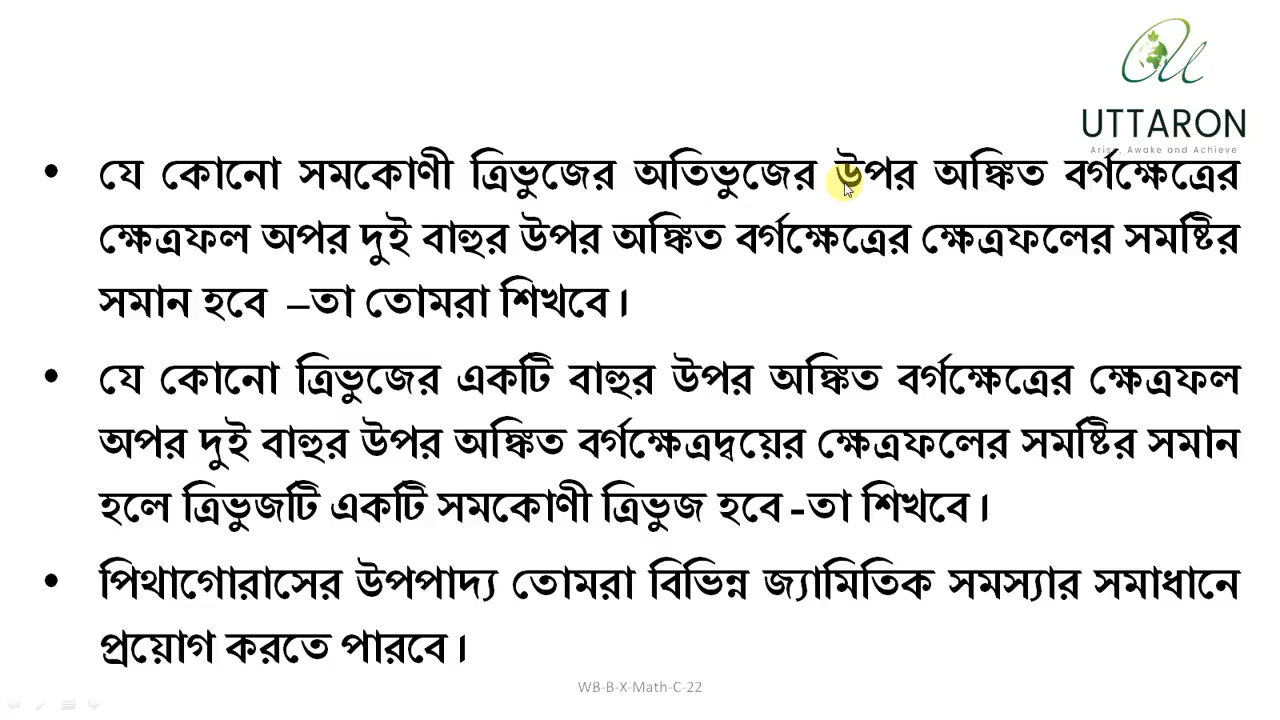 UTTARON
Arise, Awake and Achieve
• যে কোনো সমকোণী ত্রিভুজের অতিভুজের উপর অঙ্কিত বর্গক্ষেত্রের
ক্ষেত্রফল অপর দুই বাহুর উপর অঙ্কিত বর্গক্ষেত্রের ক্ষেত্রফলের সমষ্টির
সমান হবে –তা তোমরা শিখবে।
• যে কোনো ত্রিভুজের একটি বাহুর উপর অঙ্কিত বর্গক্ষেত্রের ক্ষেত্রফল
অপর দুই বাহুর উপর অঙ্কিত বর্গক্ষেত্রদ্বয়ের ক্ষেত্রফলের সমষ্টির সমান
হলে ত্রিভুজটি একটি সমকোণী ত্রিভুজ হবে -তা শিখবে।
• পিথাগোরাসের উপপাদ্য তোমরা বিভিন্ন জ্যামিতিক সমস্যার সমাধানে
প্রয়োগ করতে পারবে।
WB-B-X-Math-C-22